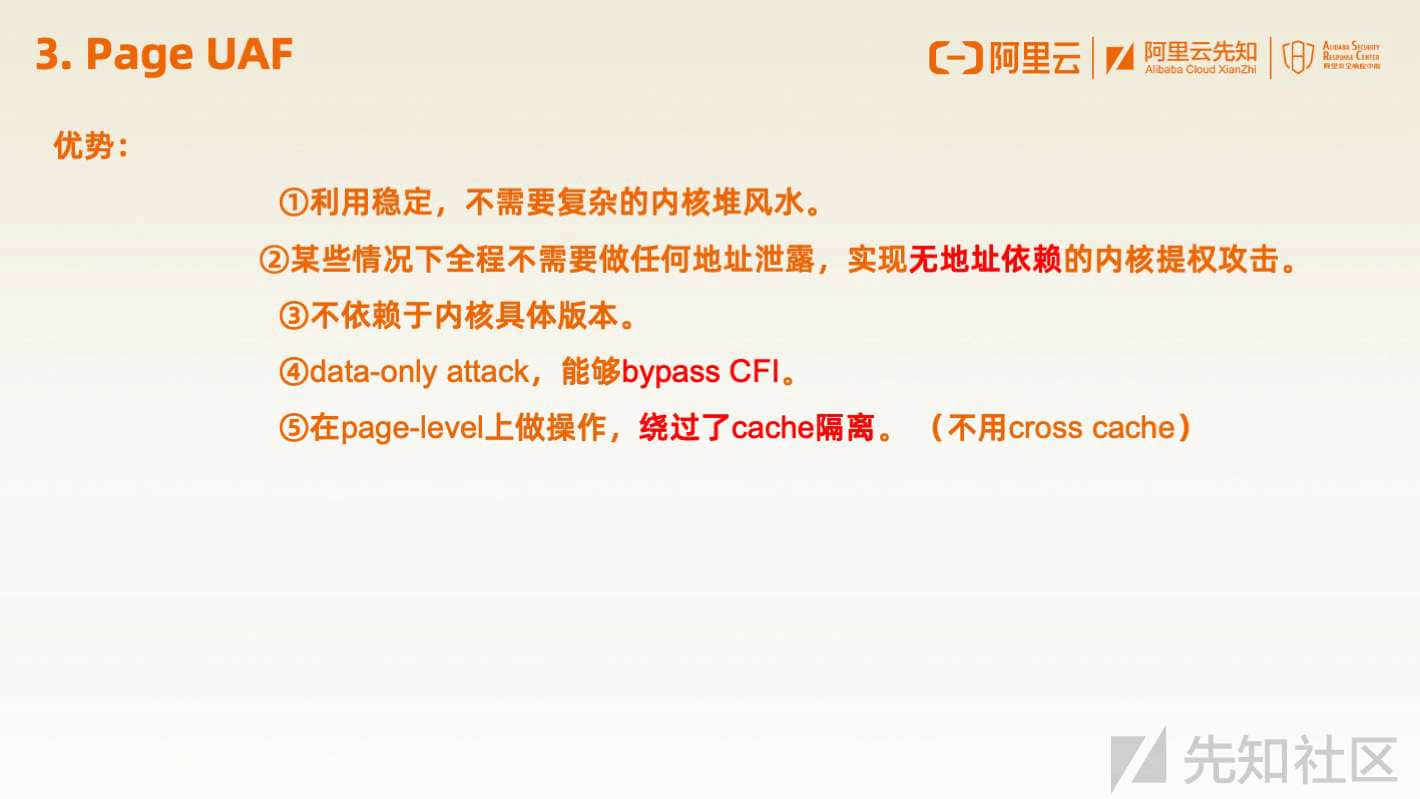 3. Page UAF
阿里云
阿里云先知
Alibaba Cloud XianZhi
ALIBABA SECURITY
RESPONSE CENTER
阿里安全响应中心
优势：
①利用稳定，不需要复杂的内核堆风水。
②某些情况下全程不需要做任何地址泄露，实现无地址依赖的内核提权攻击。
③不依赖于内核具体版本。
④data-only attack，能够bypass CFI。
⑤在page-level上做操作，绕过了cache隔离。（不用cross cache）
先知社区